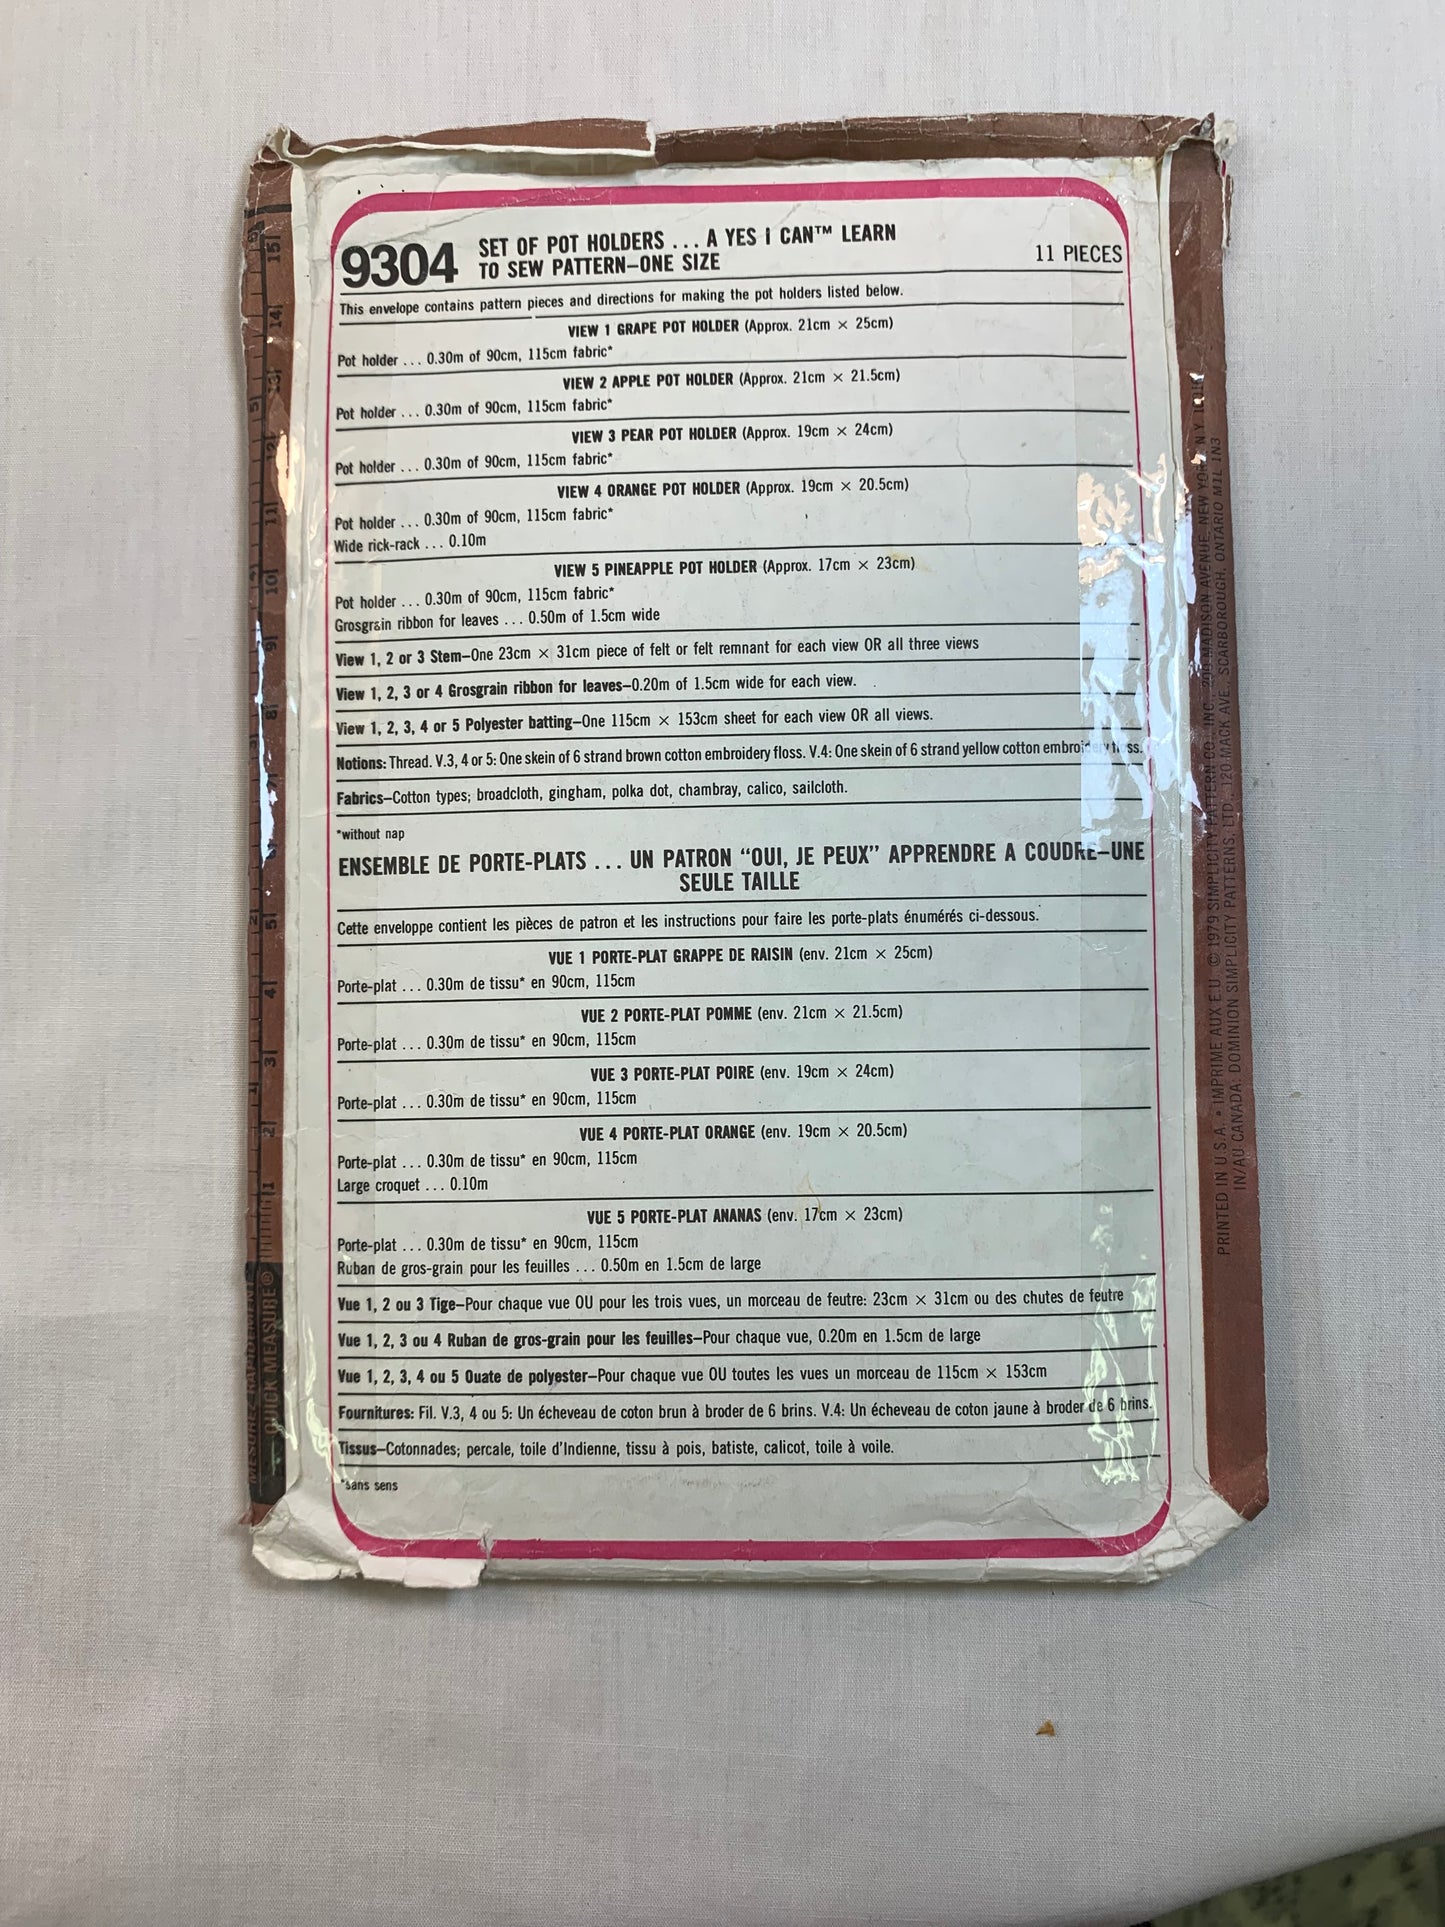 9304 SET OF POT HOLDERS ... A YES I CAN™ LEARN
TO SEW PATTERN–ONE SIZE
11 PIECES
This envelope contains pattern pieces and directions for making the pot holders listed below.
VIEW 1 GRAPE POT HOLDER (Approx. 21cm × 25cm)
Pot holder ... 0.30m of 90cm, 115cm fabric*
VIEW 2 APPLE POT HOLDER (Approx. 21cm × 21.5cm)
Pot holder ... 0.30m of 90cm, 115cm fabric*
VIEW 3 PEAR POT HOLDER (Approx. 19cm × 24cm)
Pot holder ... 0.30m of 90cm, 115cm fabric*
VIEW 4 ORANGE POT HOLDER (Approx. 19cm × 20.5cm)
Pot holder ... 0.30m of 90cm, 115cm fabric*
Wide rick-rack ... 0.10m
VIEW 5 PINEAPPLE POT HOLDER (Approx. 17cm × 23cm)
Pot holder ... 0.30m of 90cm, 115cm fabric*
Grosgrain ribbon for leaves ... 0.50m of 1.5cm wide
View 1, 2 or 3 Stem–One 23cm × 31cm piece of felt or felt remnant for each view OR all three views
View 1, 2, 3 or 4 Grosgrain ribbon for leaves–0.20m of 1.5cm wide for each view.
View 1, 2, 3, 4 or 5 Polyester batting–One 115cm × 153cm sheet for each view OR all views.
Notions: Thread. V.3, 4 or 5: One skein of 6 strand brown cotton embroidery floss. V.4: One skein of 6 strand yellow cotton embroidery floss.
Fabrics–Cotton types; broadcloth, gingham, polka dot, chambray, calico, sailcloth.
*without nap
ENSEMBLE DE PORTE-PLATS ... UN PATRON "OUI, JE PEUX" APPRENDRE A COUDRE–UNE
SEULE TAILLE
Cette enveloppe contient les pièces de patron et les instructions pour faire les porte-plats énumérés ci-dessous.
VUE 1 PORTE-PLAT GRAPPE DE RAISIN (env. 21cm × 25cm)
Porte-plat ... 0.30m de tissu* en 90cm, 115cm
VUE 2 PORTE-PLAT POMME (env. 21cm × 21.5cm)
Porte-plat ... 0.30m de tissu* en 90cm, 115cm
VUE 3 PORTE-PLAT POIRE (env. 19cm × 24cm)
Porte-plat ... 0.30m de tissu* en 90cm, 115cm
VUE 4 PORTE-PLAT ORANGE (env. 19cm × 20.5cm)
Porte-plat ... 0.30m de tissu* en 90cm, 115cm
Large croquet ... 0.10m
VUE 5 PORTE-PLAT ANANAS (env. 17cm × 23cm)
Porte-plat ... 0.30m de tissu* en 90cm, 115cm
Ruban de gros-grain pour les feuilles ... 0.50m en 1.5cm de large
Vue 1, 2 ou 3 Tige–Pour chaque vue OU pour les trois vues, un morceau de feutre: 23cm × 31cm ou des chutes de feutre
Vue 1, 2, 3 ou 4 Ruban de gros-grain pour les feuilles–Pour chaque vue, 0.20m en 1.5cm de large
Vue 1, 2, 3, 4 ou 5 Ouate de polyester–Pour chaque vue OU toutes les vues un morceau de 115cm × 153cm
Fournitures: Fil. V.3, 4 ou 5: Un écheveau de coton brun à broder de 6 brins. V.4: Un écheveau de coton jaune à broder de 6 brins.
Tissus–Cotonnades; percale, toile d'Indienne, tissu à pois, batiste, calicot, toile à voile.
*sans sens
MESURE-RAPIDEMENT
QUICK MEASURE®
1 2 3 4 5 8 9 10 11 12 13 14 15
PRINTED IN U.S.A. • IMPRIME AUX E.U. © 1979 SIMPLICITY PATTERN CO. INC., 200 MADISON AVENUE, NEW YORK, N.Y. 10016
IN/AU CANADA: DOMINION SIMPLICITY PATTERNS, LTD., 120 MACK AVE., SCARBOROUGH, ONTARIO M1L 1N3